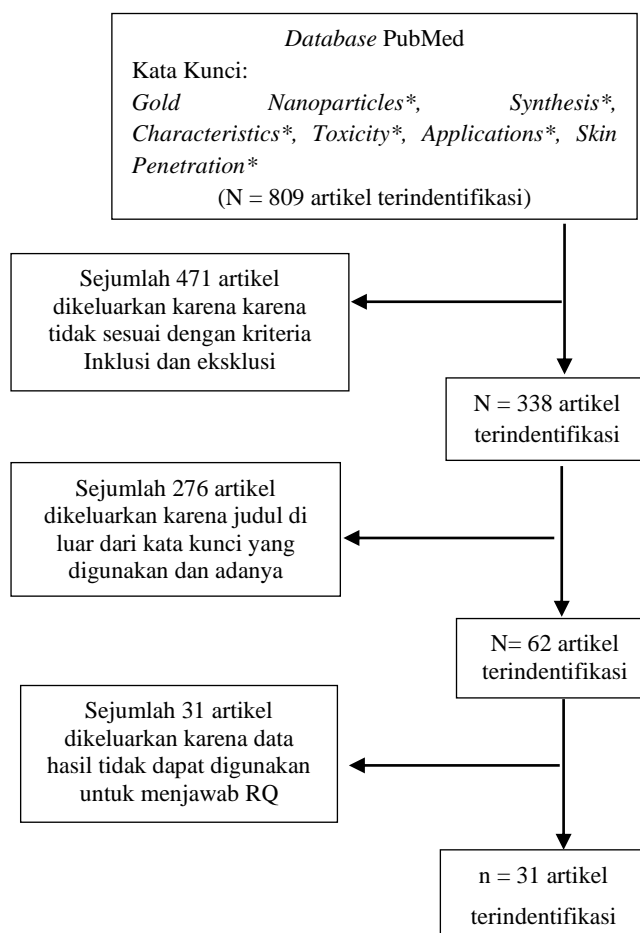 Database PubMed
Kata Kunci:
Gold Nanoparticles*, Synthesis*,
Characteristics*, Toxicity*, Applications*, Skin
Penetration*
(N = 809 artikel terindentifikasi)
Sejumlah 471 artikel
dikeluarkan karena karena
tidak sesuai dengan kriteria
Inklusi dan eksklusi
N = 338 artikel
terindentifikasi
Sejumlah 276 artikel
dikeluarkan karena judul di
luar dari kata kunci yang
digunakan dan adanya
N= 62 artikel
terindentifikasi
Sejumlah 31 artikel
dikeluarkan karena data
hasil tidak dapat digunakan
untuk menjawab RQ
n = 31 artikel
terindentifikasi